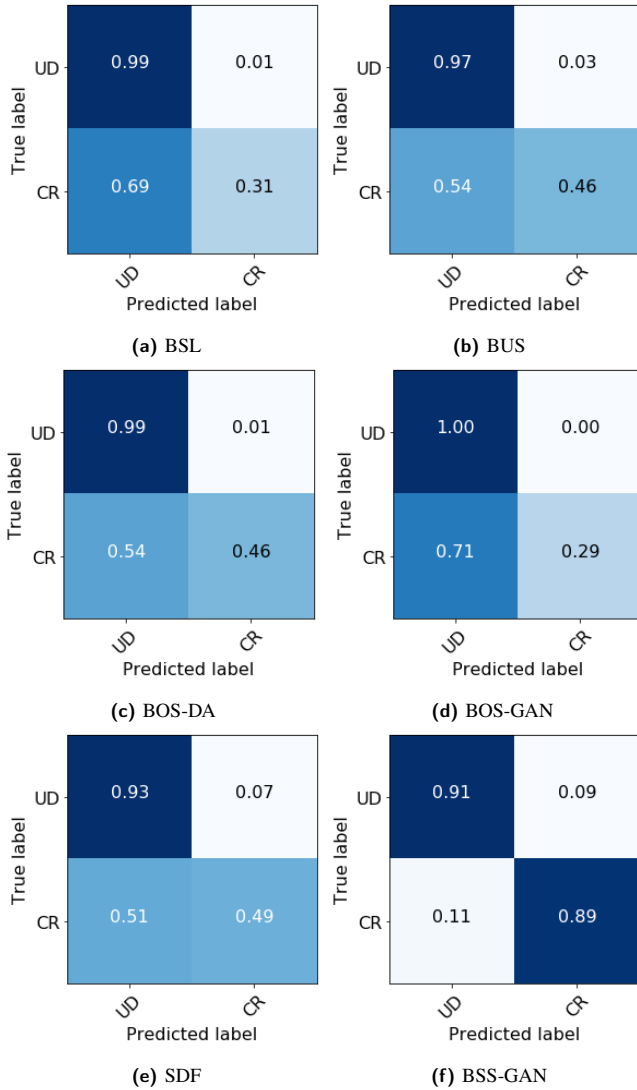 UD 0.99 0.01
True label
CR 0.69 0.31
UD CR
Predicted label
(a) BSL
UD 0.97 0.03
True label
CR 0.54 0.46
UD CR
Predicted label
(b) BUS
UD 0.99 0.01
True label
CR 0.54 0.46
UD CR
Predicted label
(c) BOS-DA
UD 1.00 0.00
True label
CR 0.71 0.29
UD CR
Predicted label
(d) BOS-GAN
UD 0.93 0.07
True label
CR 0.51 0.49
UD CR
Predicted label
(e) SDF
UD 0.91 0.09
True label
CR 0.11 0.89
UD CR
Predicted label
(f) BSS-GAN